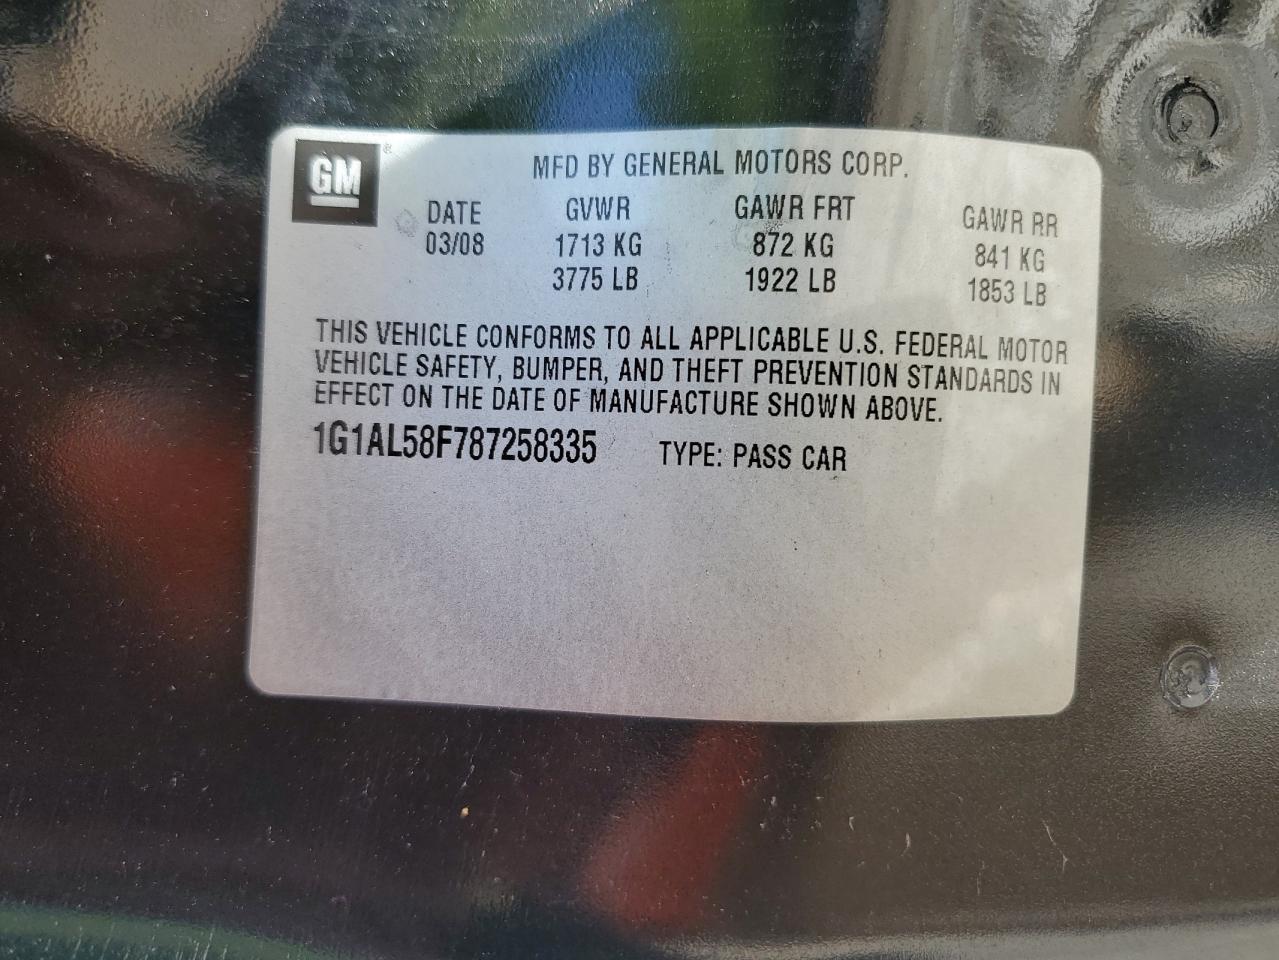 GM
MFD BY GENERAL MOTORS CORP.
DATE GVWR GAWR FRT GAWR RR
03/08 1713 KG 872 KG 841 KG
3775 LB 1922 LB 1853 LB
THIS VEHICLE CONFORMS TO ALL APPLICABLE U.S. FEDERAL MOTOR
VEHICLE SAFETY, BUMPER, AND THEFT PREVENTION STANDARDS IN
EFFECT ON THE DATE OF MANUFACTURE SHOWN ABOVE.
1G1AL58F787258335 TYPE: PASS CAR